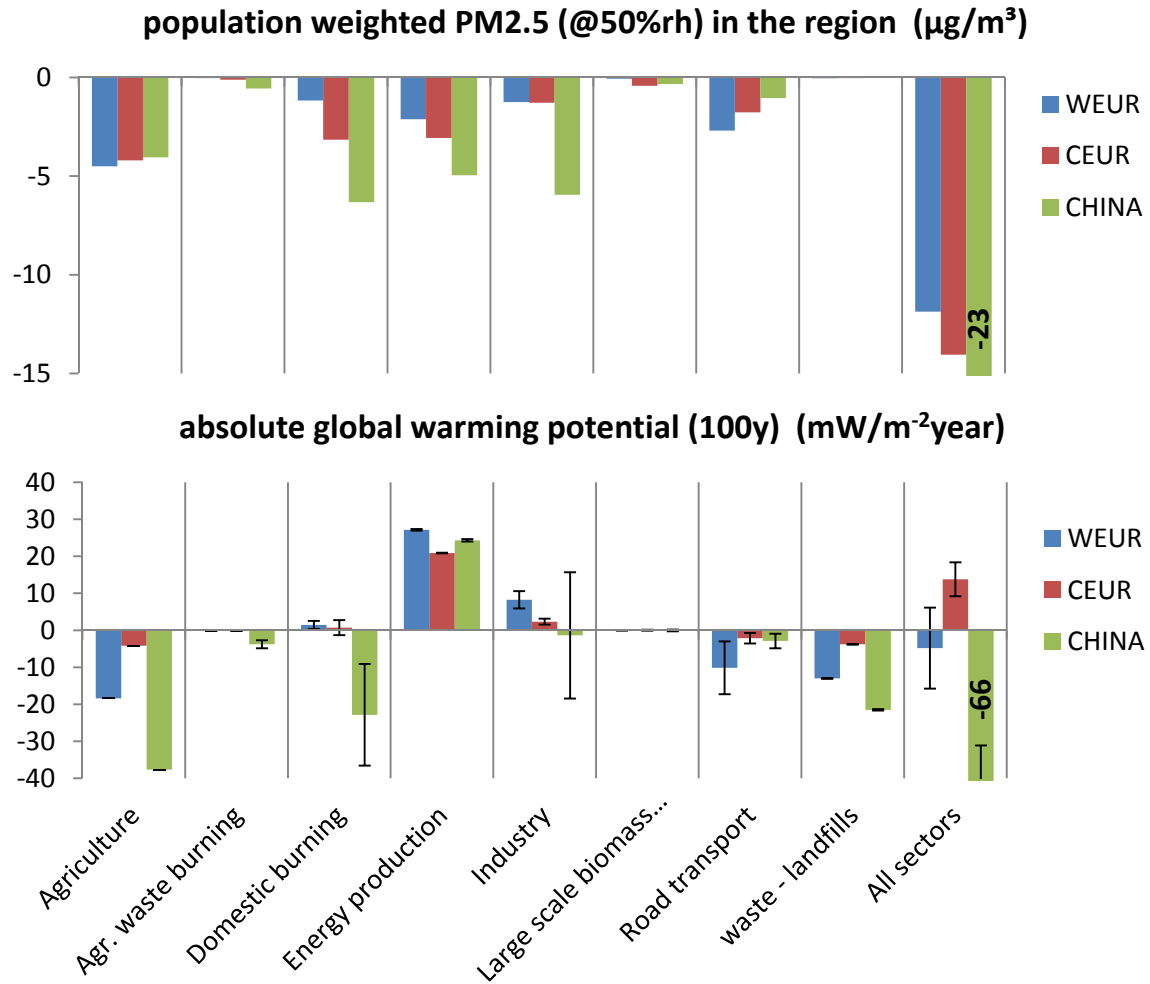 population weighted PM2.5 (@50%rh) in the region (µg/m³)
0
-5
-10
-15
-23
WEUR
CEUR
CHINA
absolute global warming potential (100y) (mW/m-2year)
40
30
20
10
0
-10
-20
-30
-40
-66
WEUR
CEUR
CHINA
Agriculture
Agr. waste burning
Domestic burning
Energy production
Industry
Large scale biomass...
Road transport
waste - landfills
All sectors